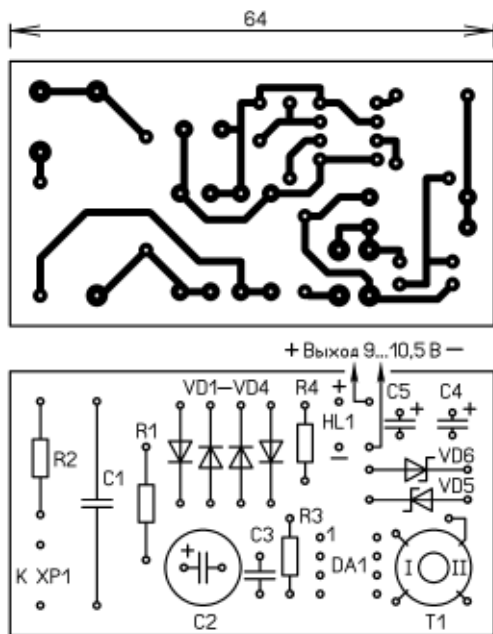 64
+ Выход 9...10,5 В −
VD1−VD4
R4
+
HL1
−
C5
+
C4
+
R2
C1
R1
VD6
VD5
К XP1
+
C2
C3
R3
1
DA1
I
II
T1